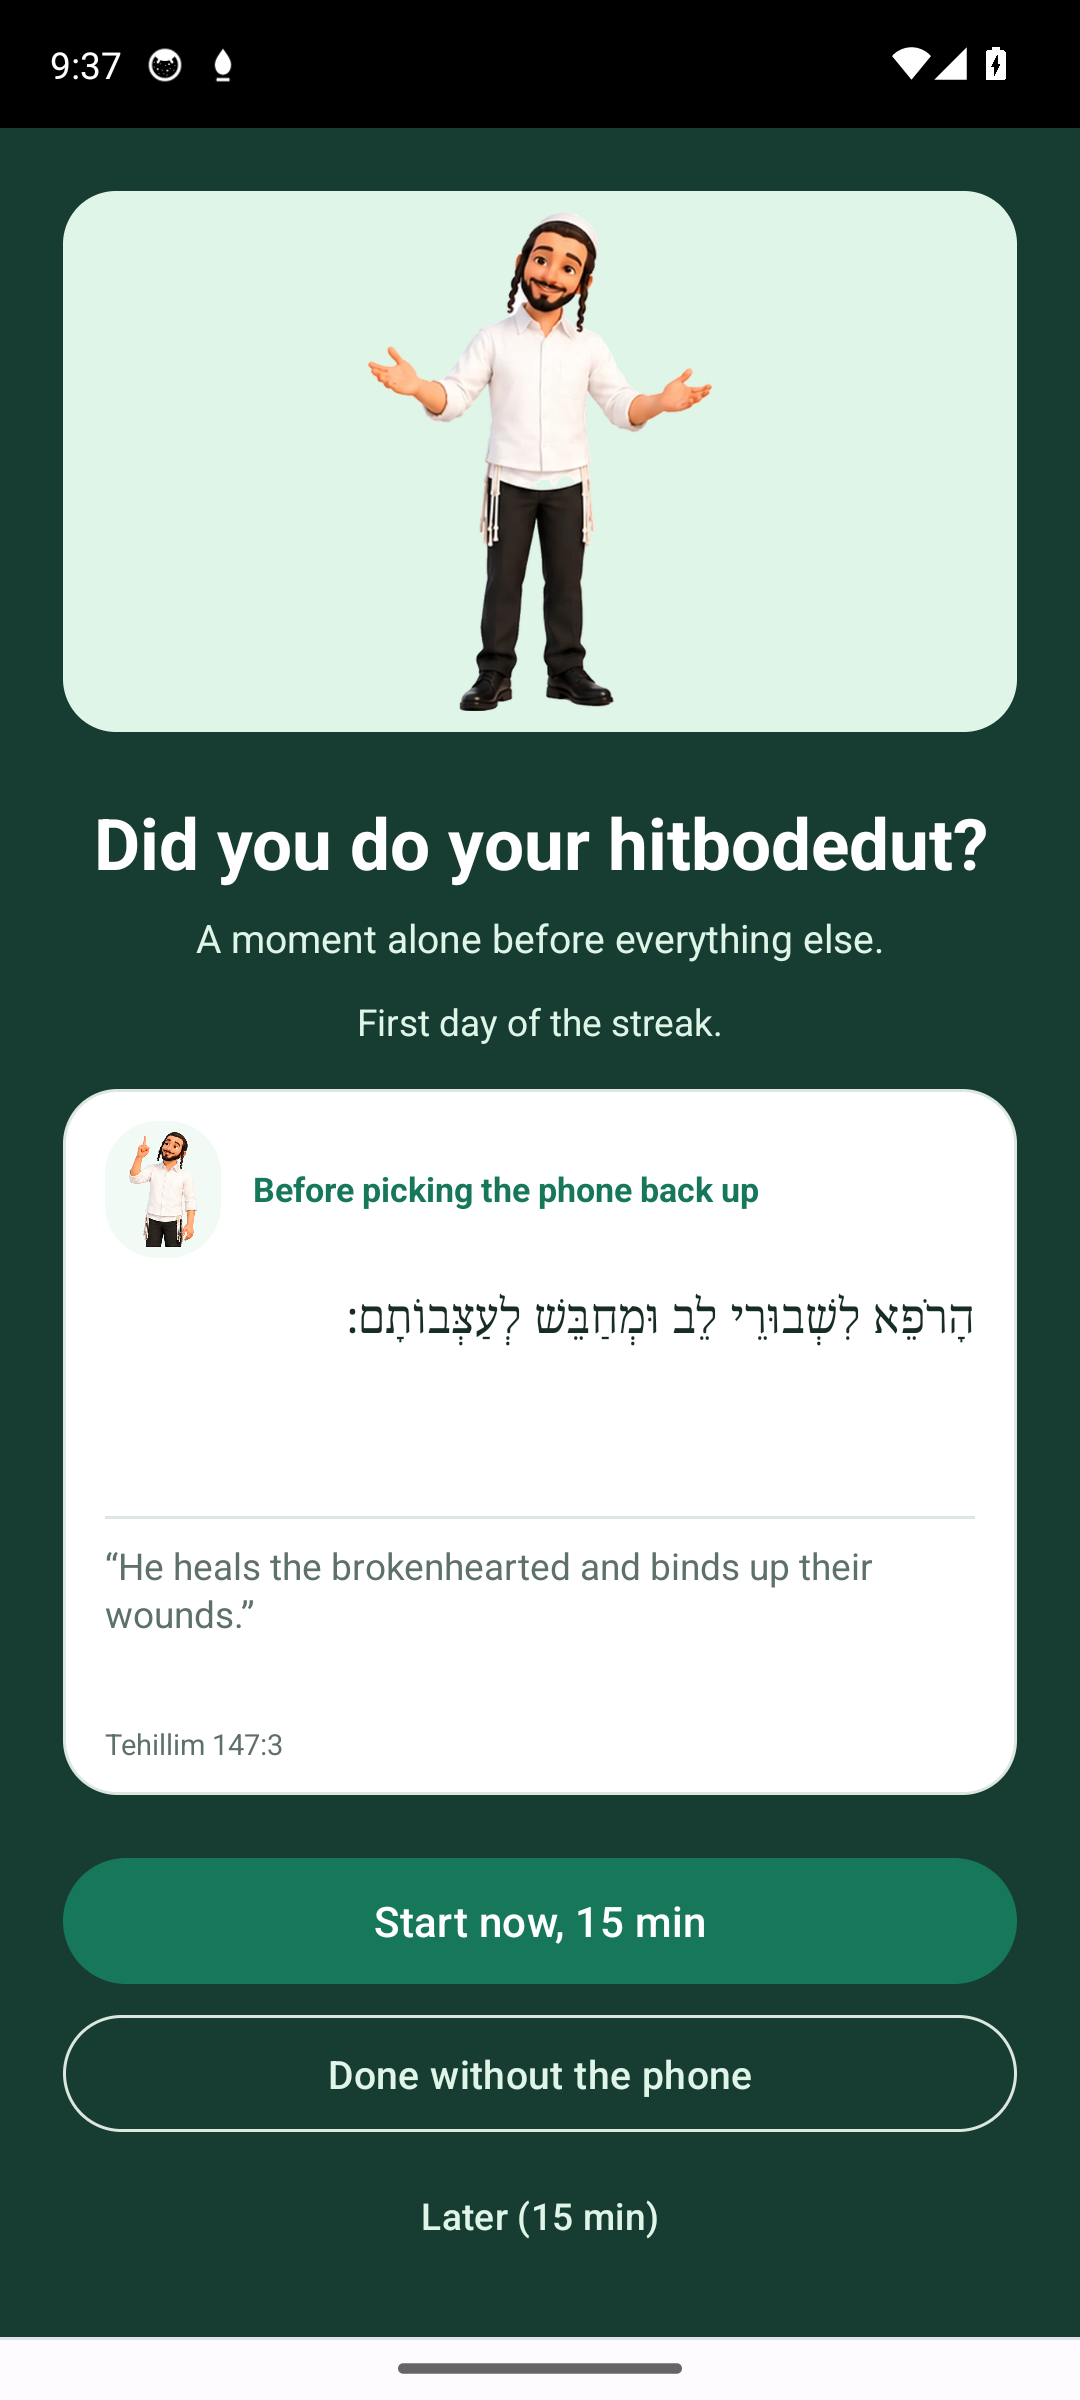 9:37
Did you do your hitbodedut?
A moment alone before everything else.
First day of the streak.
Before picking the phone back up
הָרֹפֵא לִשְׁבוּרֵי לֵב וּמְחַבֵּשׁ לְעַצְּבוֹתָם:
“He heals the brokenhearted and binds up their
wounds.”
Tehillim 147:3
Start now, 15 min
Done without the phone
Later (15 min)